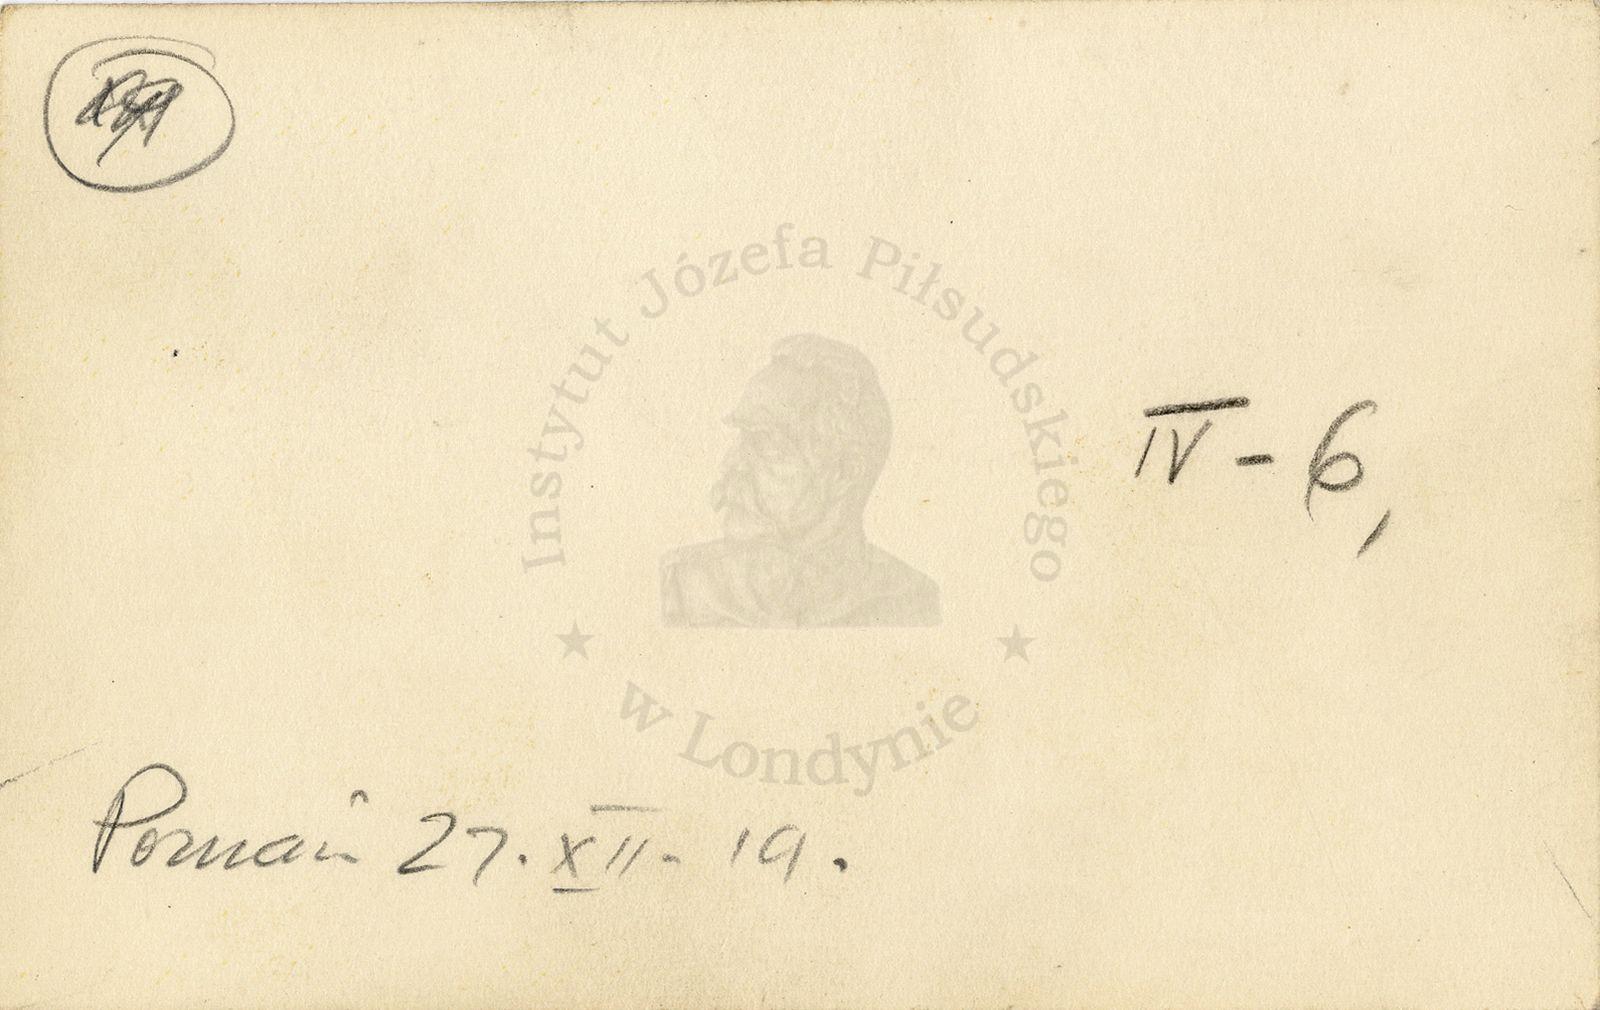 Instytut Józefa Piłsudskiego
IV - 6,
w Londynie
Poznań 27. XII. 19.